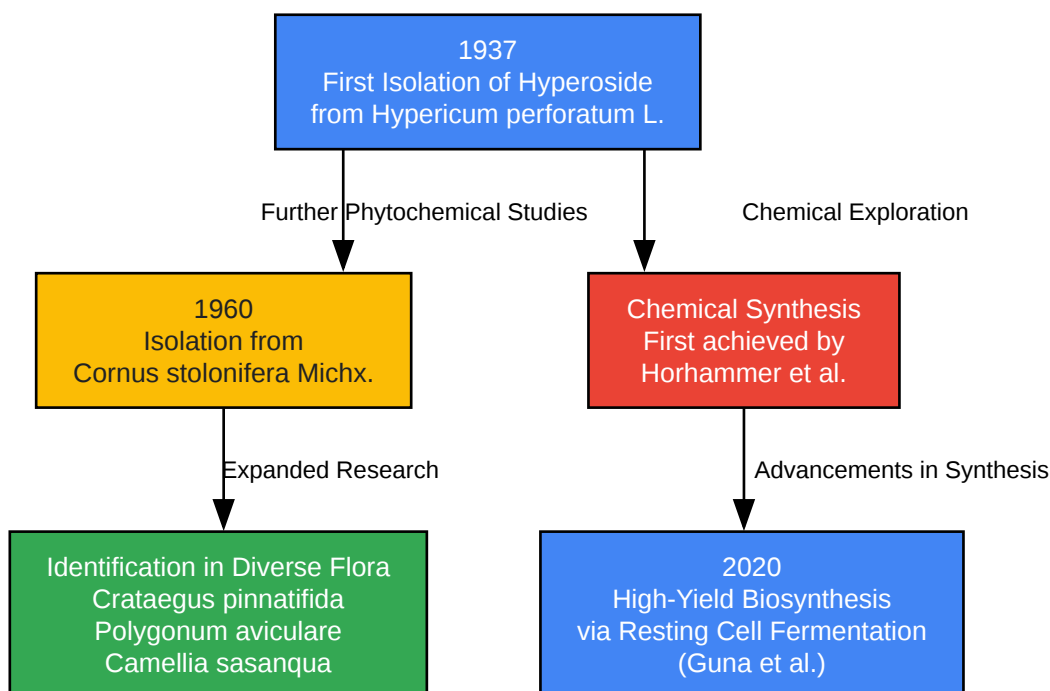 1937
First Isolation of Hyperoside
from Hypericum perforatum L.
Further Phytochemical Studies
Chemical Exploration
1960
Isolation from
Cornus stolonifera Michx.
Chemical Synthesis
First achieved by
Horhammer et al.
Expanded Research
Advancements in Synthesis
Identification in Diverse Flora
Crataegus pinnatifida
Polygonum aviculare
Camellia sasanqua
2020
High-Yield Biosynthesis
via Resting Cell Fermentation
(Guna et al.)